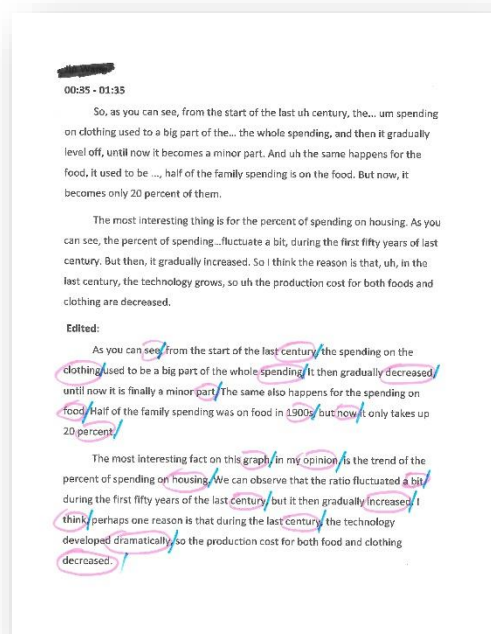 00:35 - 01:35
So, as you can see, from the start of the last uh century, the... um spending
on clothing used to a big part of the... the whole spending, and then it gradually
level off, until now it becomes a minor part. And uh the same happens for the
food, it used to be ..., half of the family spending is on the food. But now, it
becomes only 20 percent of them.
The most interesting thing is for the percent of spending on housing. As you
can see, the percent of spending...fluctuate a bit, during the first fifty years of last
century. But then, it gradually increased. So I think the reason is that, uh, in the
last century, the technology grows, so uh the production cost for both foods and
clothing are decreased.
Edited:
As you can see, from the start of the last century, the spending on the
clothing used to be a big part of the whole spending. It then gradually decreased,
until now it is finally a minor part. The same also happens for the spending on
food. Half of the family spending was on food in 1900s, but now it only takes up
20 percent.
The most interesting fact on this graph, in my opinion, is the trend of the
percent of spending on housing. We can observe that the ratio fluctuated a bit
during the first fifty years of the last century, but it then gradually increased. I
think, perhaps one reason is that during the last century, the technology
developed dramatically, so the production cost for both food and clothing
decreased.